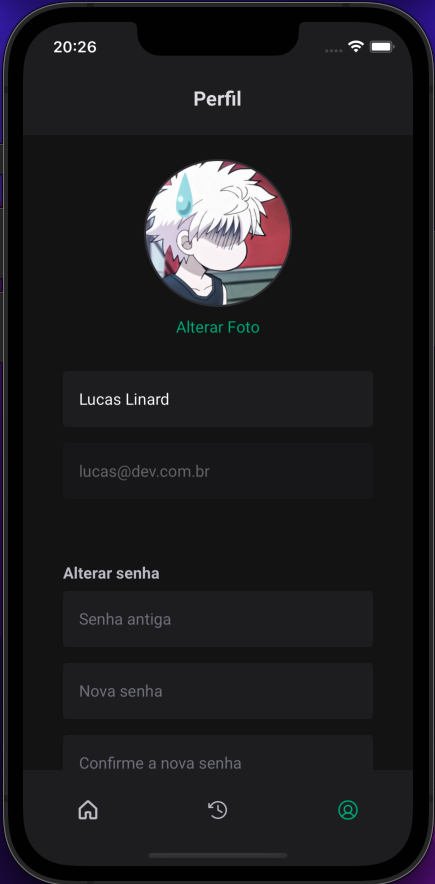 20:26
Perfil
Alterar Foto
Lucas Linard
lucas@dev.com.br
Alterar senha
Senha antiga
Nova senha
Confirme a nova senha